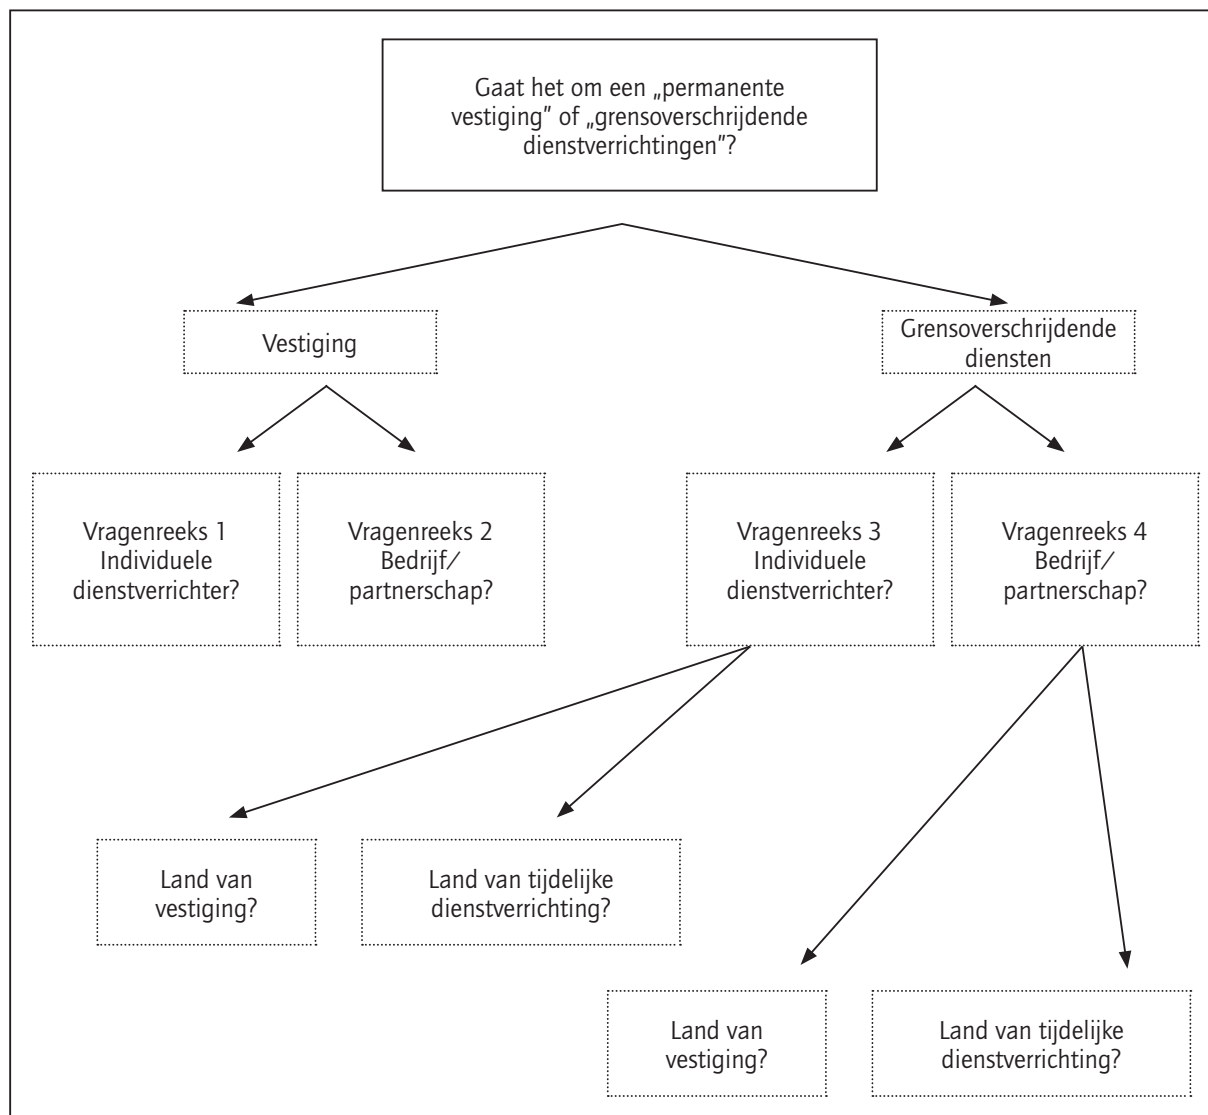 Gaat het om een „permanente
vestiging” of „grensoverschrijdende
dienstverrichtingen”?
Vestiging
Grensoverschrijdende
diensten
Vragenreeks 1
Individuele
dienstverrichter?
Vragenreeks 2
Bedrijf/
partnerschap?
Vragenreeks 3
Individuele
dienstverrichter?
Vragenreeks 4
Bedrijf/
partnerschap?
Land van
vestiging?
Land van tijdelijke
dienstverrichting?
Land van
vestiging?
Land van tijdelijke
dienstverrichting?